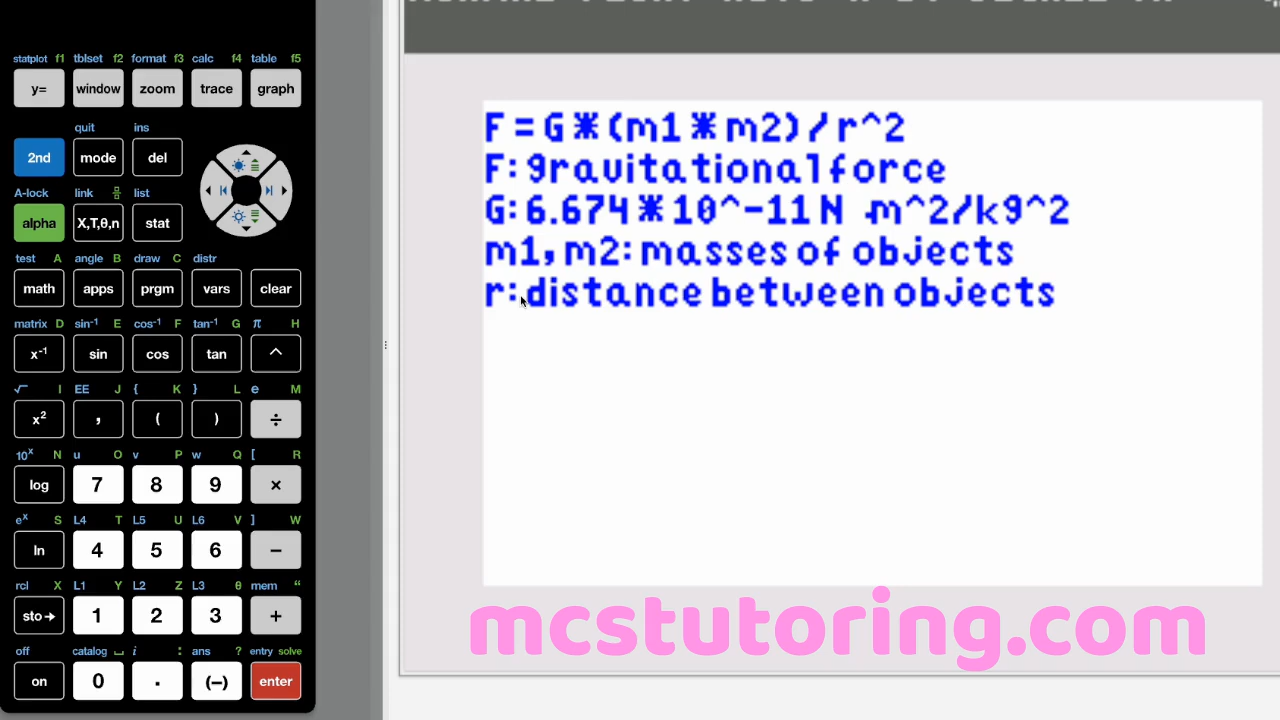 statplot f1 tblset f2 format f3 calc f4 table f5
y= window zoom trace graph
quit ins
2nd mode del
A-lock link list
alpha X,T,θ,n stat
test A angle B draw C distr
math apps prgm vars clear
matrix D sin⁻¹ E cos⁻¹ F tan⁻¹ G π H
x⁻¹ sin cos tan ^
√ I EE J { K } L e M
x² , ( ) ÷
10ˣ N u O v P w Q [ R
log 7 8 9 ×
eˣ S L4 T L5 U L6 V ] W
ln 4 5 6 −
rcl X L1 Y L2 Z L3 θ mem “
sto→ 1 2 3 +
off catalog ⎵ i : ans ? entry solve
on 0 . (−) enter
F=G*(m1*m2)/r^2
F: gravitational force
G: 6.674*10^-11 N m^2/kg^2
m1, m2: masses of objects
r: distance between objects
mcstutoring.com